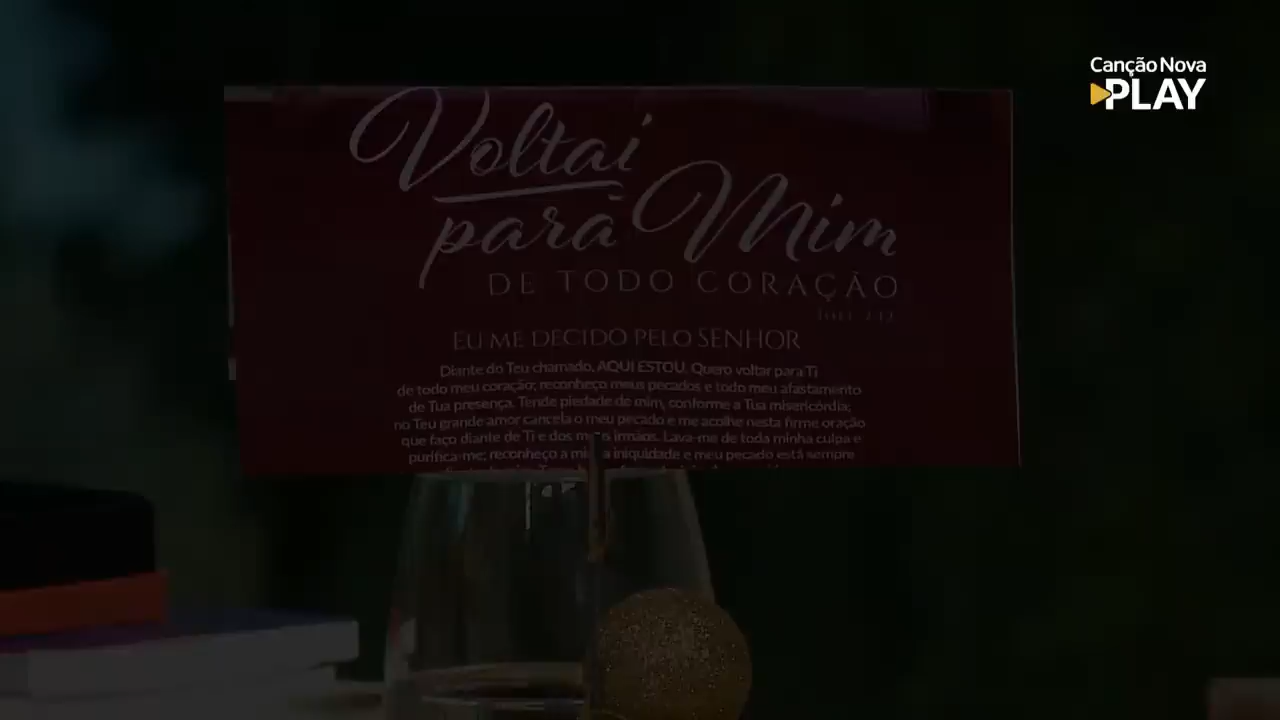 Canção Nova
PLAY
Voltai
para Mim
DE TODO CORAÇÃO
EU ME DECIDO PELO SENHOR
Diante do Teu chamado, AQUI ESTOU. Quero voltar para Ti
de todo meu coração; reconheço meus pecados e todo meu afastamento
de Tua presença. Tende piedade de mim, conforme a Tua misericórdia;
no Teu grande amor cancela o meu pecado e me acolhe nesta firme oração
que faço diante de Ti e dos meus irmãos. Lava-me de toda minha culpa e
purifica-me; reconheço a minha iniquidade e meu pecado está sempre